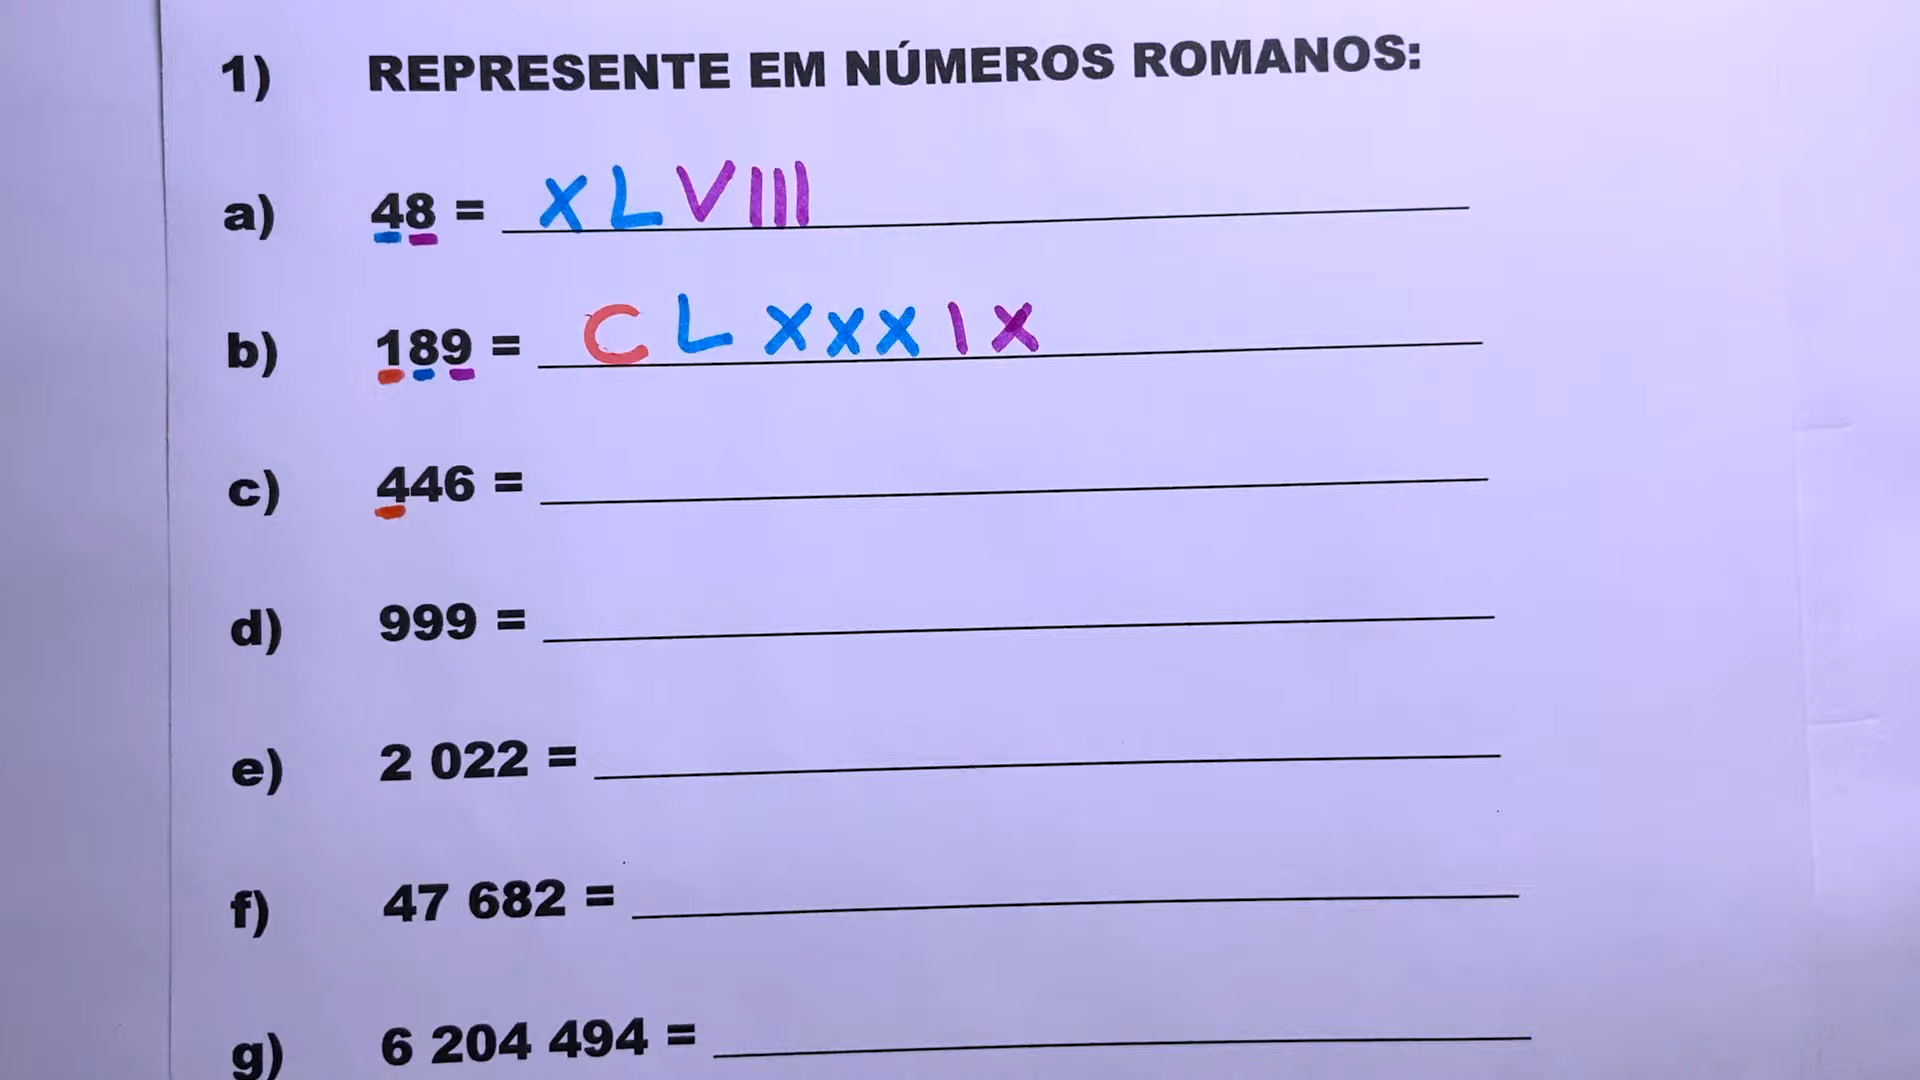 1) REPRESENTE EM NÚMEROS ROMANOS:
a) 48 = XLVIII
b) 189 = CLXXXIX
c) 446 =
d) 999 =
e) 2 022 =
f) 47 682 =
g) 6 204 494 =